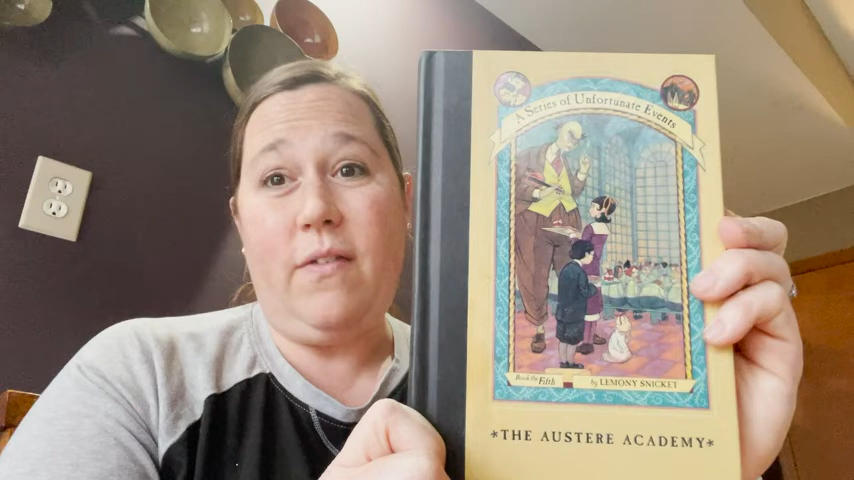 A Series of Unfortunate Events
Book the Fifth
by LEMONY SNICKET
*THE AUSTERE ACADEMY*